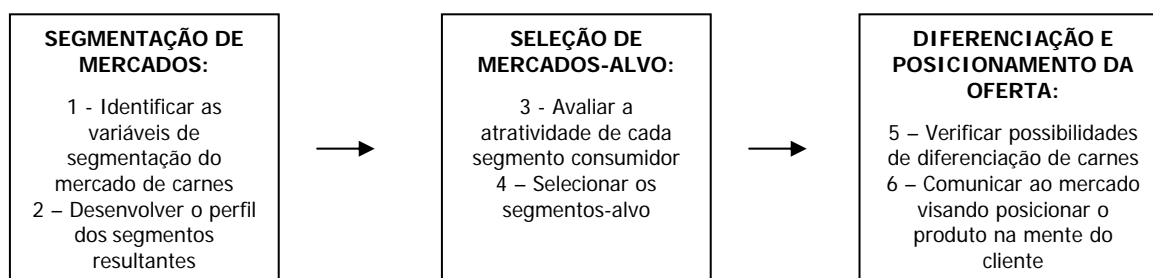 SEGMENTAÇÃO DE
MERCADOS:
1 - Identificar as
variáveis de
segmentação do
mercado de carnes
2 – Desenvolver o perfil
dos segmentos
resultantes
SELEÇÃO DE
MERCADOS-ALVO:
3 - Avaliar a
atratividade de cada
segmento consumidor
4 – Selecionar os
segmentos-alvo
DIFERENCIAÇÃO E
POSICIONAMENTO DA
OFERTA:
5 – Verificar possibilidades
de diferenciação de carnes
6 – Comunicar ao mercado
visando posicionar o
produto na mente do
cliente